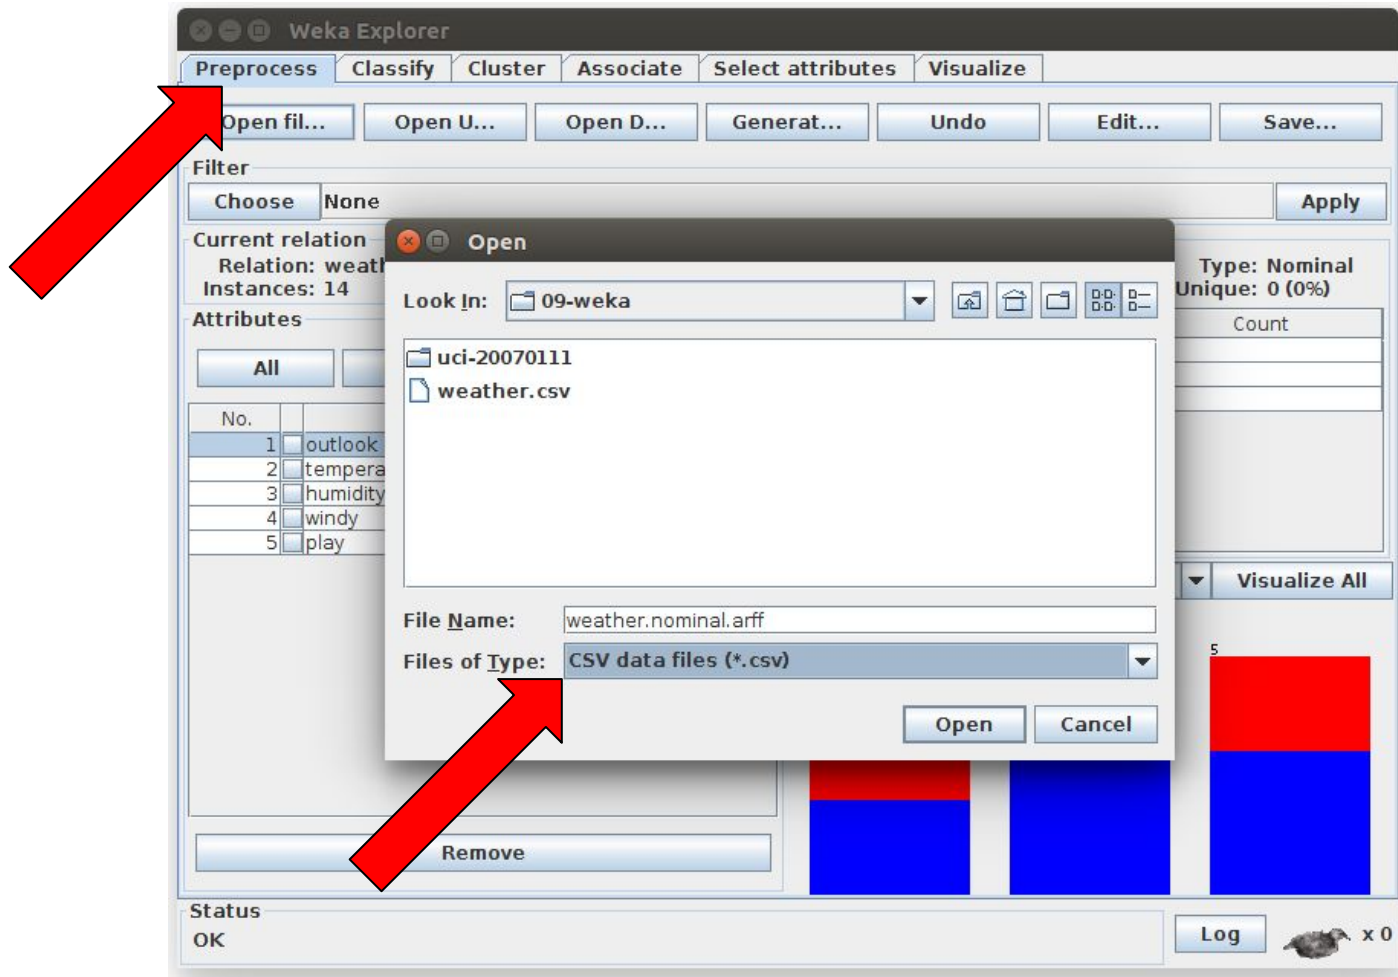 Weka Explorer
Preprocess Classify Cluster Associate Select attributes Visualize
Open fil... Open U... Open D... Generat... Undo Edit... Save...
Filter
Choose None Apply
Current relation
Relation: weath
Instances: 14
Type: Nominal
Unique: 0 (0%)
Attributes
All
No.
1 outlook
2 tempera
3 humidity
4 windy
5 play
Remove
Count
Visualize All
5
Open
Look In: 09-weka
uci-20070111
weather.csv
File Name: weather.nominal.arff
Files of Type: CSV data files (*.csv)
Open Cancel
Status
OK
Log x 0